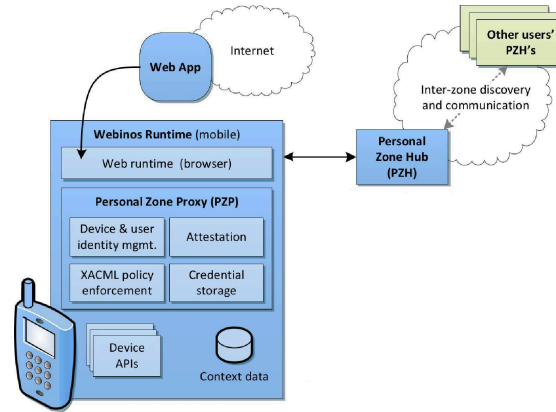 Internet
Web App
Other users'
PZH's
Inter-zone discovery
and communication
Webinos Runtime (mobile)
Web runtime (browser)
Personal
Zone Hub
(PZH)
Personal Zone Proxy (PZP)
Device & user
identity mgmt.
Attestation
XACML policy
enforcement
Credential
storage
Device
APIs
Context data